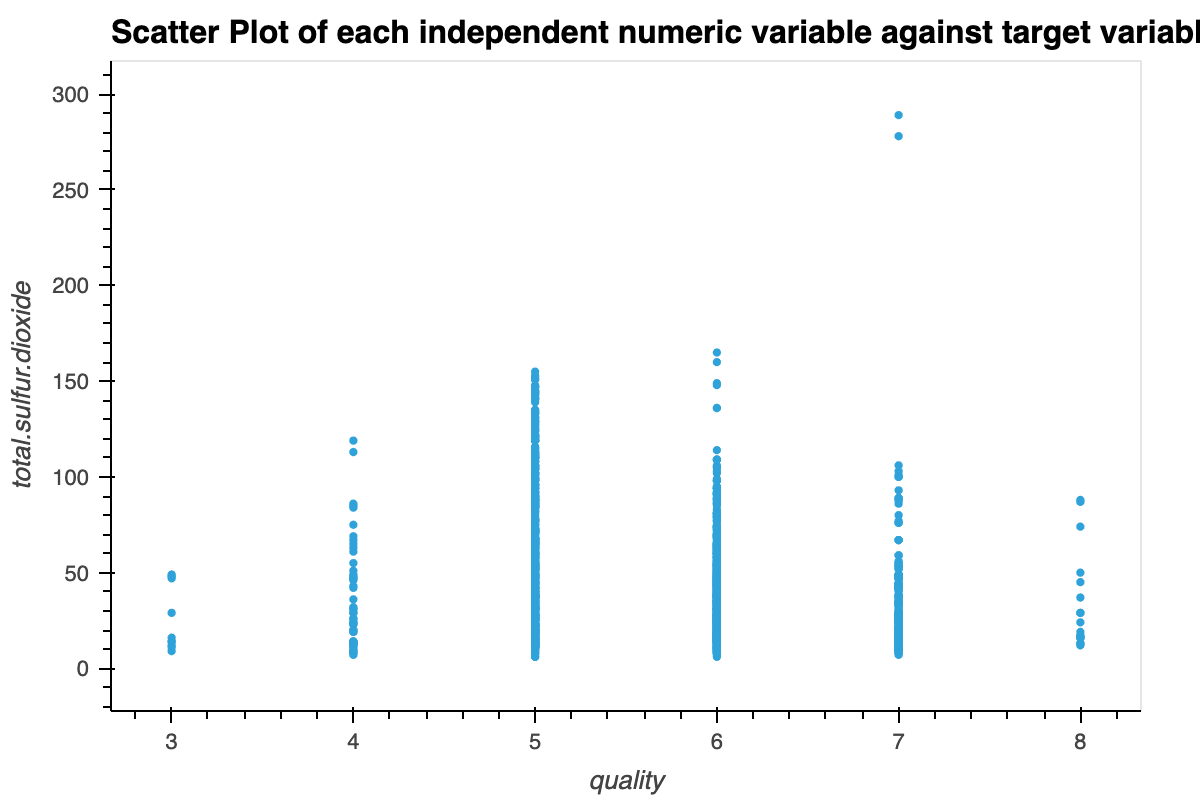 Scatter Plot of each independent numeric variable against target variabl
300
250
200
150
100
50
0
total.sulfur.dioxide
3 4 5 6 7 8
quality